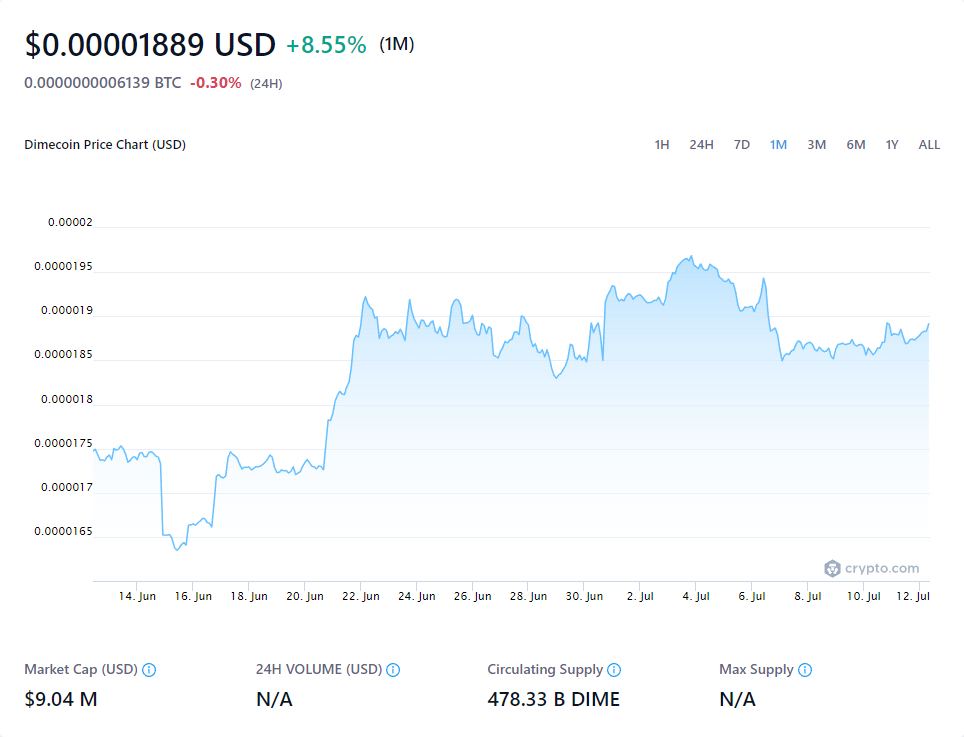 $0.00001889 USD +8.55% (1M)
0.0000000006139 BTC -0.30% (24H)
Dimecoin Price Chart (USD)
1H 24H 7D 1M 3M 6M 1Y ALL
0.00002
0.0000195
0.000019
0.0000185
0.000018
0.0000175
0.000017
0.0000165
crypto.com
14. Jun 16. Jun 18. Jun 20. Jun 22. Jun 24. Jun 26. Jun 28. Jun 30. Jun 2. Jul 4. Jul 6. Jul 8. Jul 10. Jul 12. Jul
Market Cap (USD) 24H VOLUME (USD) Circulating Supply Max Supply
$9.04 M N/A 478.33 B DIME N/A